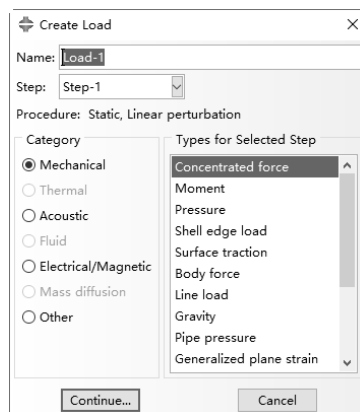 Create Load
Name: Load-1
Step: Step-1
Procedure: Static, Linear perturbation
Category
Mechanical
Thermal
Acoustic
Fluid
Electrical/Magnetic
Mass diffusion
Other
Types for Selected Step
Concentrated force
Moment
Pressure
Shell edge load
Surface traction
Body force
Line load
Gravity
Pipe pressure
Generalized plane strain
Continue...
Cancel